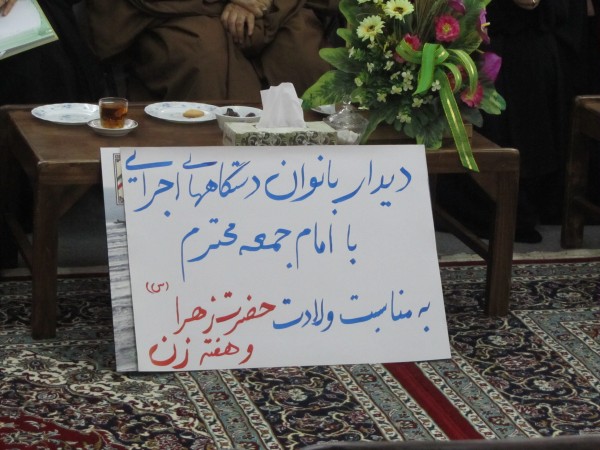 دیدار بانوان دستگاههای اجرایی
با امام جمعه محترم
به مناسبت ولادت حضرت زهرا (س)
و هفته زن